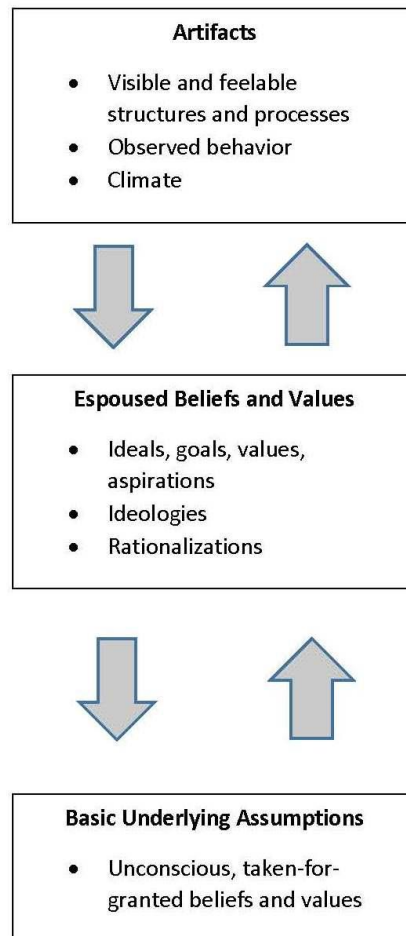 Artifacts
• Visible and feelable
structures and processes
• Observed behavior
• Climate
Espoused Beliefs and Values
• Ideals, goals, values,
aspirations
• Ideologies
• Rationalizations
Basic Underlying Assumptions
• Unconscious, taken-for-
granted beliefs and values